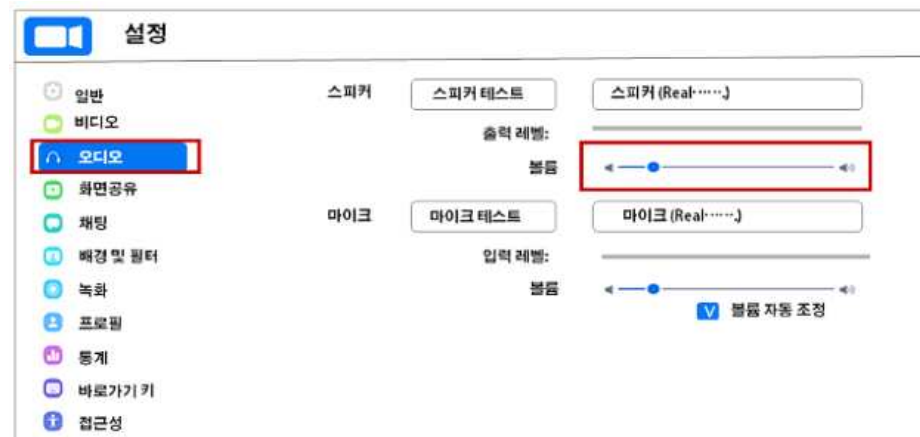 설정
일반
비디오
오디오
화면공유
채팅
배경 및 필터
녹화
프로필
통계
바로가기 키
접근성
스피커 스피커 테스트 스피커 (Real······.)
출력 레벨:
볼륨
마이크 마이크 테스트 마이크 (Real······.)
입력 레벨:
볼륨
V 볼륨 자동 조정